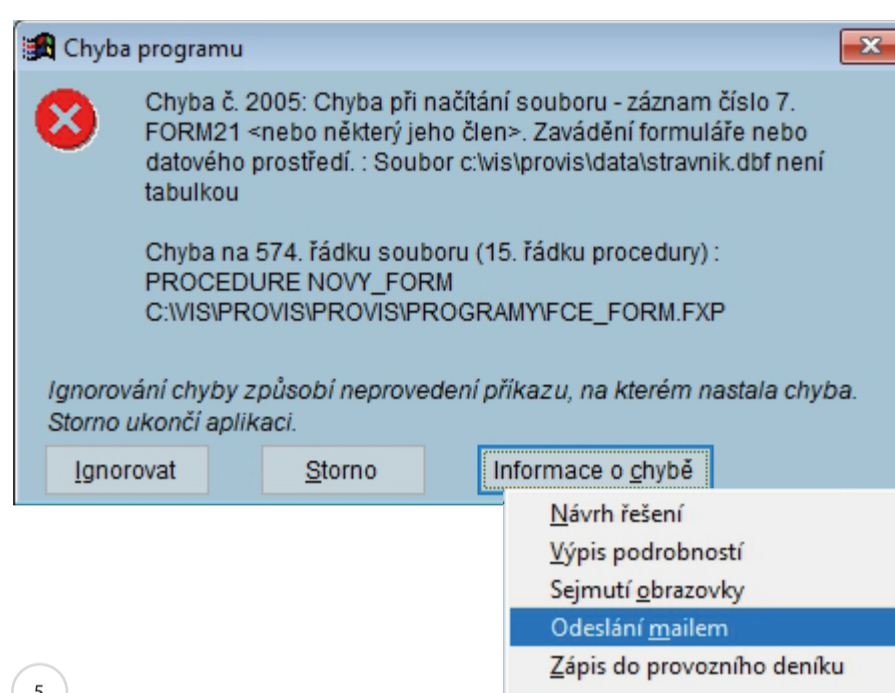 Chyba programu
Chyba č. 2005: Chyba při načítání souboru - záznam číslo 7.
FORM21 <nebo některý jeho člen>. Zavádění formuláře nebo
datového prostředí. : Soubor c:\vis\provis\data\stravnik.dbf není
tabulkou
Chyba na 574. řádku souboru (15. řádku procedury) :
PROCEDURE NOVY_FORM
C:\VIS\PROVIS\PROVIS\PROGRAMY\FCE_FORM.FXP
Ignorování chyby způsobí neprovedení příkazu, na kterém nastala chyba.
Storno ukončí aplikaci.
Ignorovat
Storno
Informace o chybě
Návrh řešení
Výpis podrobností
Sejmutí obrazovky
Odeslání mailem
Zápis do provozního deníku
5